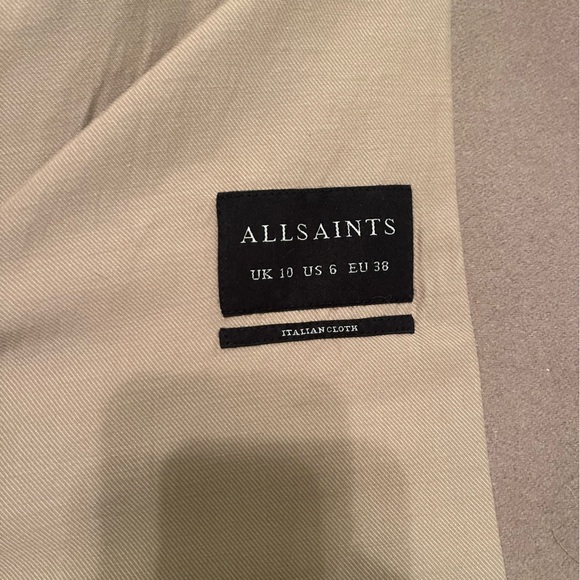 ALLSAINTS
UK 10 US 6 EU 38
ITALIAN CLOTH